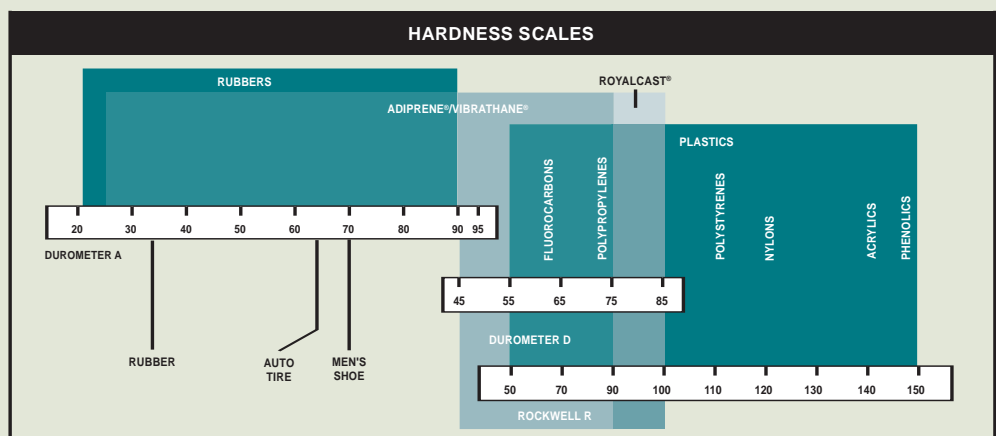 HARDNESS SCALES
RUBBERS
ROYALCAST®
ADIPRENE®/VIBRATHANE®
PLASTICS
FLUOROCARBONS
POLYPROPYLENES
POLYSTYRENES
NYLONS
ACRYLICS
PHENOLICS
20 30 40 50 60 70 80 90 95
DUROMETER A
45 55 65 75 85
DUROMETER D
RUBBER
AUTO
TIRE
MEN'S
SHOE
50 70 90 100 110 120 130 140 150
ROCKWELL R